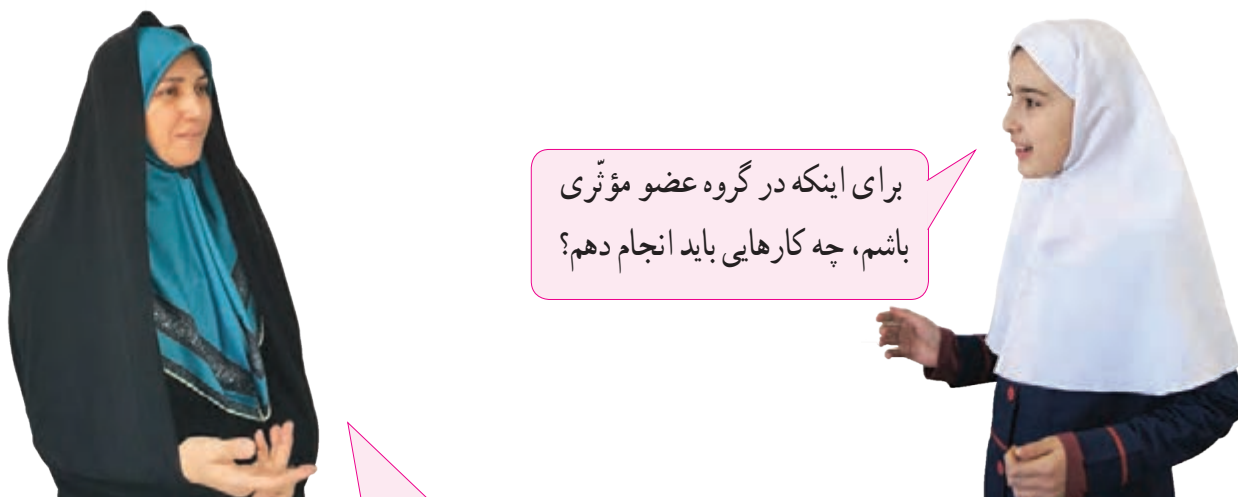 برای اینکه در گروه عضو مؤثّری
باشم، چه کارهایی باید انجام دهم؟